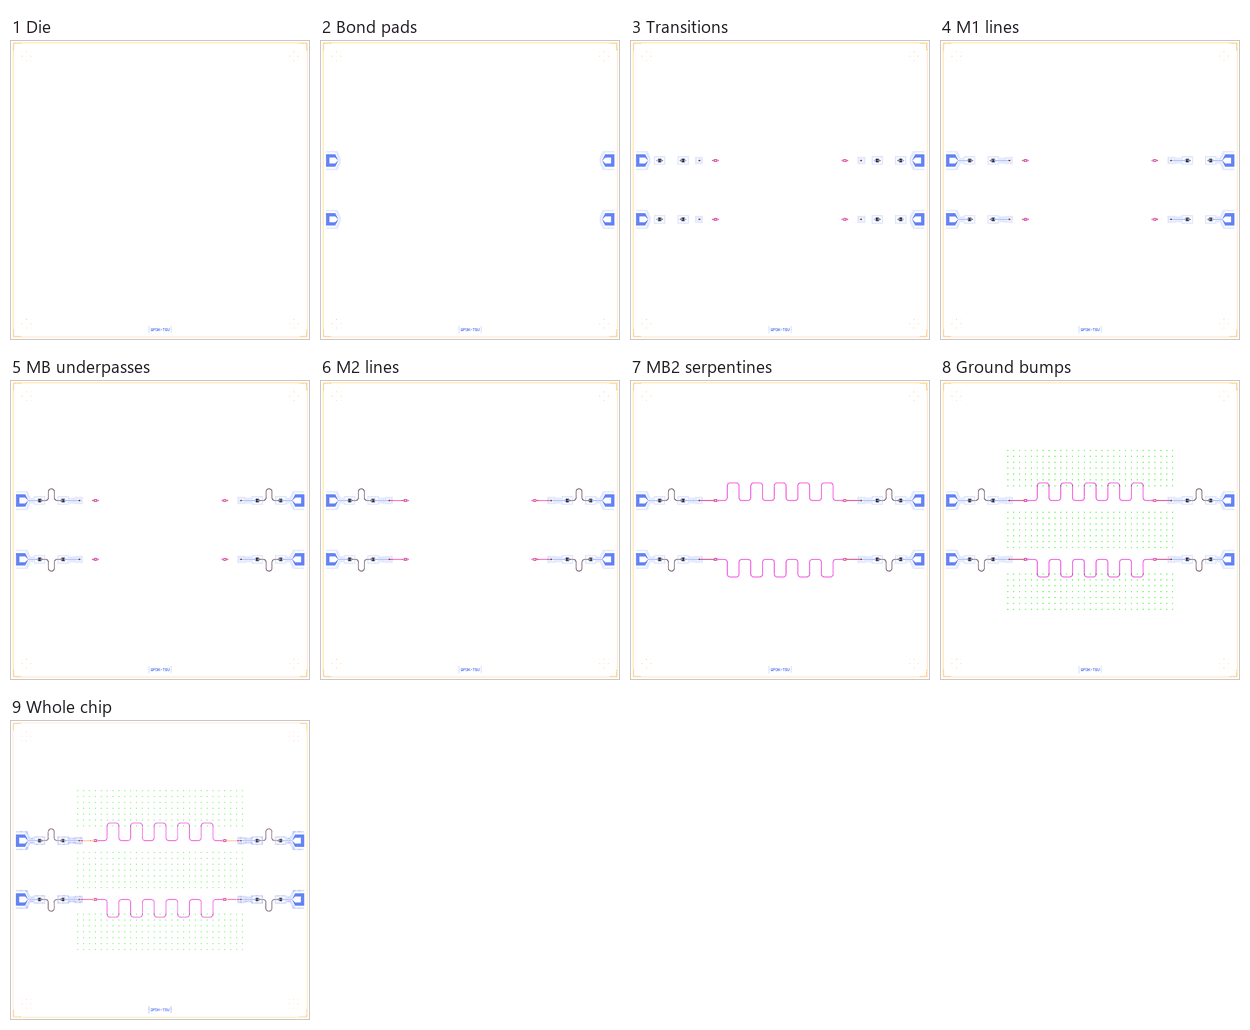 1 Die
2 Bond pads
3 Transitions
4 M1 lines
5 MB underpasses
6 M2 lines
7 MB2 serpentines
8 Ground bumps
9 Whole chip